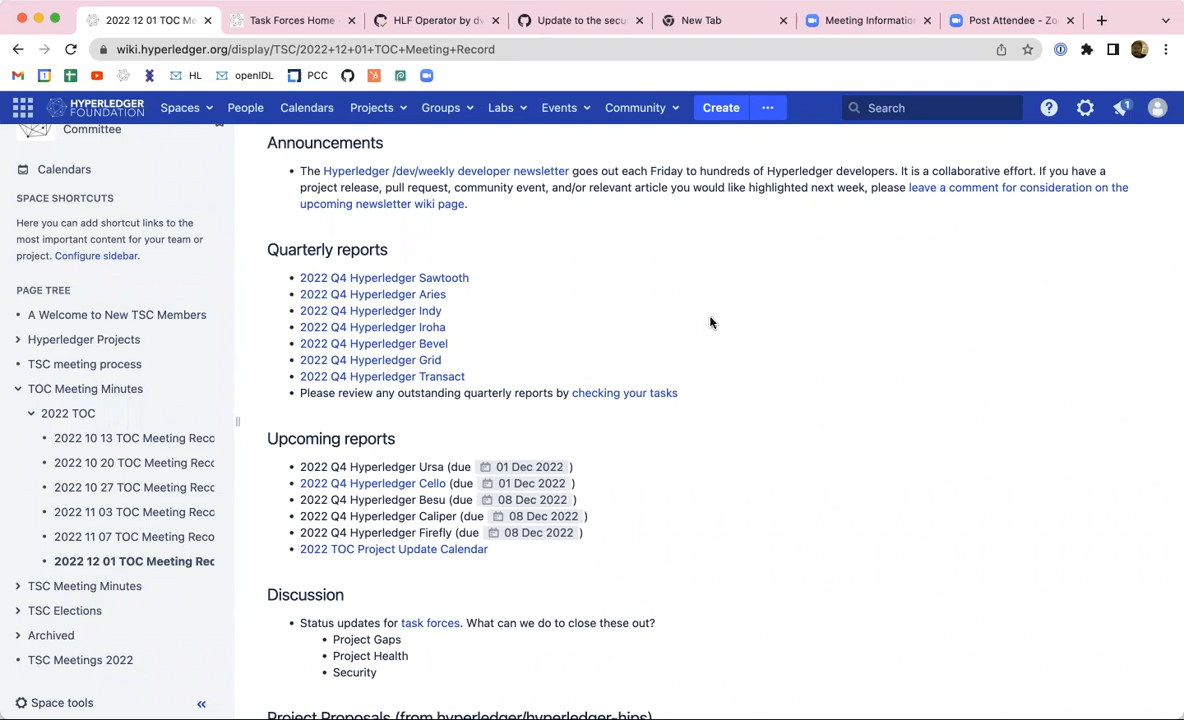 2022 12 01 TOC M
Task Forces Home -
HLF Operator by d
Update to the secu
New Tab
Meeting Informatio
Post Attendee - Zo
wiki.hyperledger.org/display/TSC/2022+12+01+TOC+Meeting+Record
HL
openIDL
PCC
HYPERLEDGER FOUNDATION
Spaces
People
Calendars
Projects
Groups
Labs
Events
Community
Create
Search
1
Committee
Calendars
SPACE SHORTCUTS
Here you can add shortcut links to the
most important content for your team or
project. Configure sidebar.
PAGE TREE
A Welcome to New TSC Members
Hyperledger Projects
TSC meeting process
TOC Meeting Minutes
2022 TOC
2022 10 13 TOC Meeting Reco
2022 10 20 TOC Meeting Reco
2022 10 27 TOC Meeting Reco
2022 11 03 TOC Meeting Reco
2022 11 07 TOC Meeting Reco
2022 12 01 TOC Meeting Rec
TSC Meeting Minutes
TSC Elections
Archived
TSC Meetings 2022
Space tools
Announcements
The Hyperledger /dev/weekly developer newsletter goes out each Friday to hundreds of Hyperledger developers. It is a collaborative effort. If you have a
project release, pull request, community event, and/or relevant article you would like highlighted next week, please leave a comment for consideration on the
upcoming newsletter wiki page.
Quarterly reports
2022 Q4 Hyperledger Sawtooth
2022 Q4 Hyperledger Aries
2022 Q4 Hyperledger Indy
2022 Q4 Hyperledger Iroha
2022 Q4 Hyperledger Bevel
2022 Q4 Hyperledger Grid
2022 Q4 Hyperledger Transact
Please review any outstanding quarterly reports by checking your tasks
Upcoming reports
2022 Q4 Hyperledger Ursa (due 01 Dec 2022 )
2022 Q4 Hyperledger Cello (due 01 Dec 2022 )
2022 Q4 Hyperledger Besu (due 08 Dec 2022 )
2022 Q4 Hyperledger Caliper (due 08 Dec 2022 )
2022 Q4 Hyperledger Firefly (due 08 Dec 2022 )
2022 TOC Project Update Calendar
Discussion
Status updates for task forces. What can we do to close these out?
Project Gaps
Project Health
Security
Project Proposals (from hyperledger/hyperledger-hips)